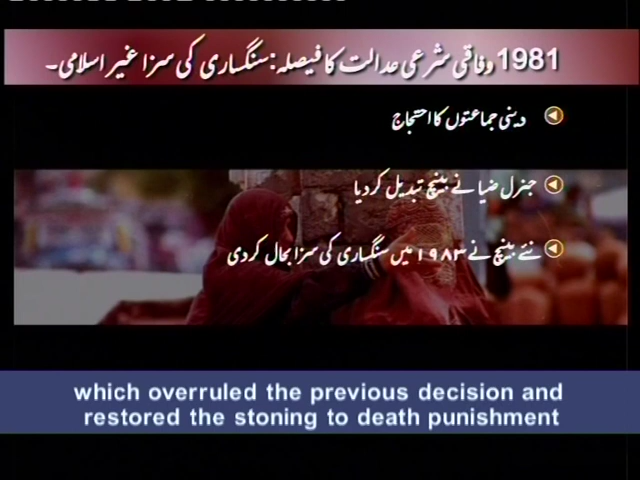 1981 وفاقی شرعی عدالت کا فیصلہ: سنگساری کی سزا غیر اسلامی۔
دینی جماعتوں کا احتجاج
جنرل ضیا نے بینچ تبدیل کر دیا
نئے بینچ نے ۱۹۸۳ میں سنگساری کی سزا بحال کر دی
which overruled the previous decision and
restored the stoning to death punishment